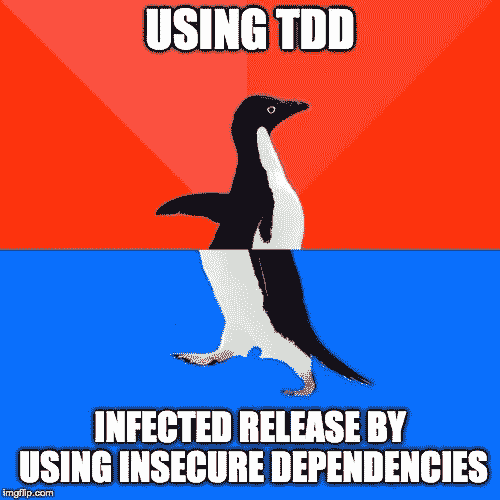 USING TDD
INFECTED RELEASE BY
USING INSECURE DEPENDENCIES
imgflip.com